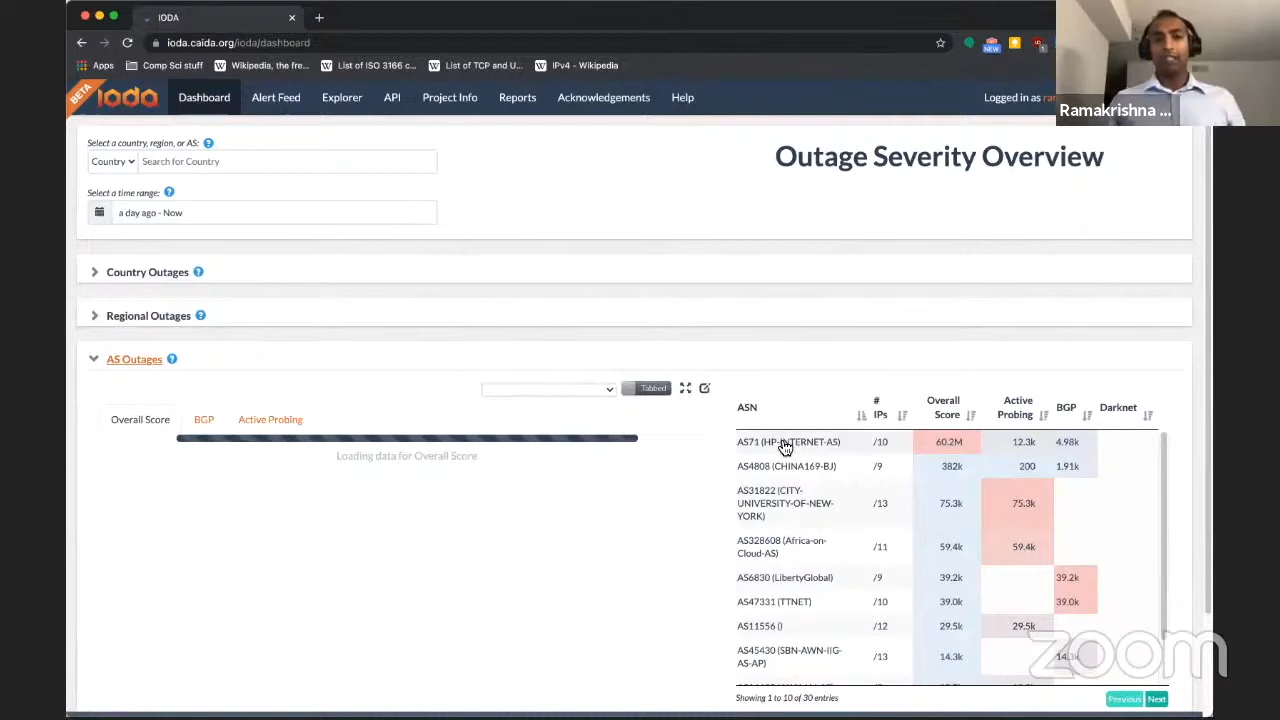 IODA
ioda.caida.org/ioda/dashboard
NEW
Apps Comp Sci stuff Wikipedia, the fre... List of ISO 3166 c... List of TCP and U... IPv4 - Wikipedia
Ramakrishna ...
BETA
ioda
Dashboard Alert Feed Explorer API Project Info Reports Acknowledgements Help Logged in as
Select a country, region, or AS:
Country Search for Country
Outage Severity Overview
Select a time range:
a day ago - Now
Country Outages
Regional Outages
AS Outages
Tabbed
Overall Score BGP Active Probing
Loading data for Overall Score
ASN # IPs Overall Score Active Probing BGP Darknet
AS71 (HP-INTERNET-AS) /10 60.2M 12.3k 4.98k
AS4808 (CHINA169-BJ) /9 382k 200 1.91k
AS31822 (CITY-
UNIVERSITY-OF-NEW-
YORK) /13 75.3k 75.3k
AS328608 (Africa-on-
Cloud-AS) /11 59.4k 59.4k
AS6830 (LibertyGlobal) /9 39.2k 39.2k
AS47331 (TTNET) /10 39.0k 39.0k
AS11556 () /12 29.5k 29.5k
AS45430 (SBN-AWN-IIG-
AS-AP) /13 14.3k 14.3k
Showing 1 to 10 of 30 entries
Previous Next
zoom